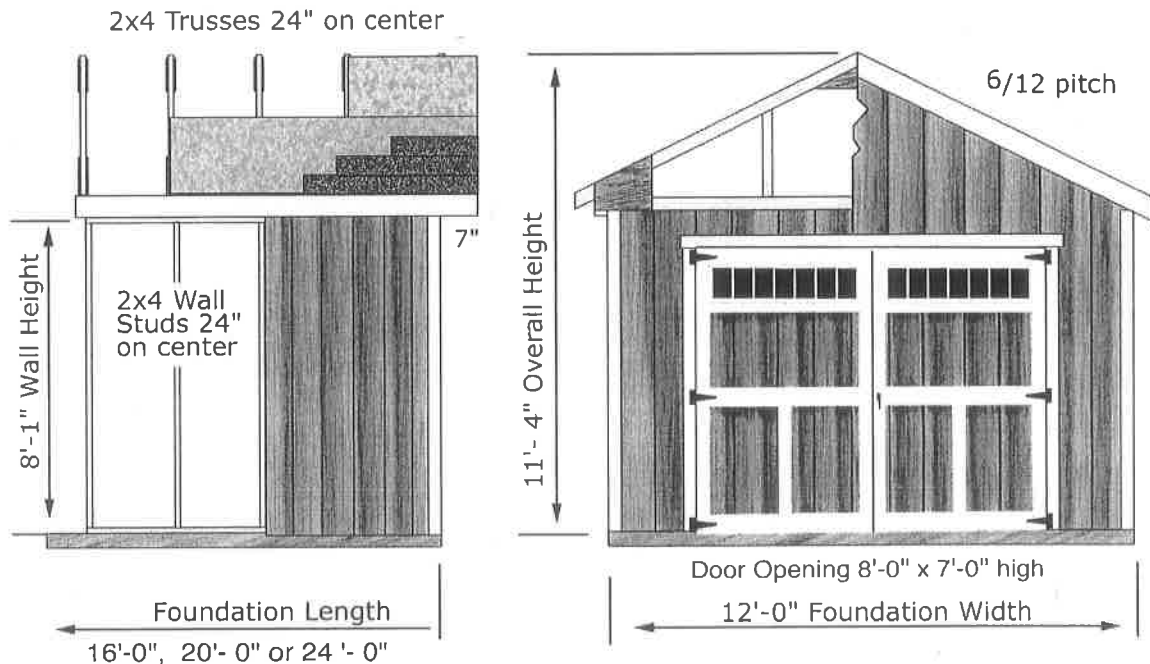 2x4 Trusses 24" on center
7"
8'-1" Wall Height
2x4 Wall
Studs 24"
on center
Foundation Length
16'-0", 20'- 0" or 24 '- 0"
6/12 pitch
11'- 4" Overall Height
Door Opening 8'-0" x 7'-0" high
12'-0" Foundation Width